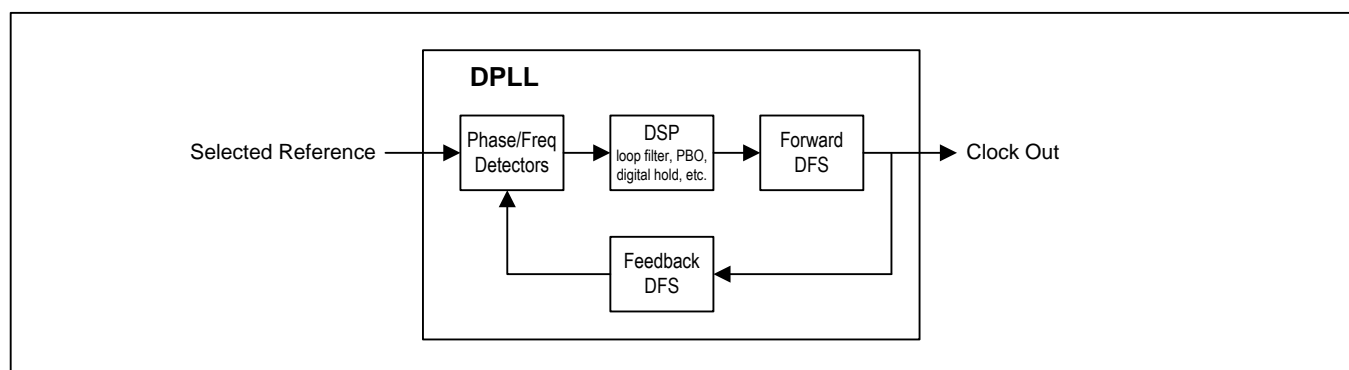 DPLL
Selected Reference
Phase/Freq
Detectors
DSP
loop filter, PBO,
digital hold, etc.
Forward
DFS
Clock Out
Feedback
DFS